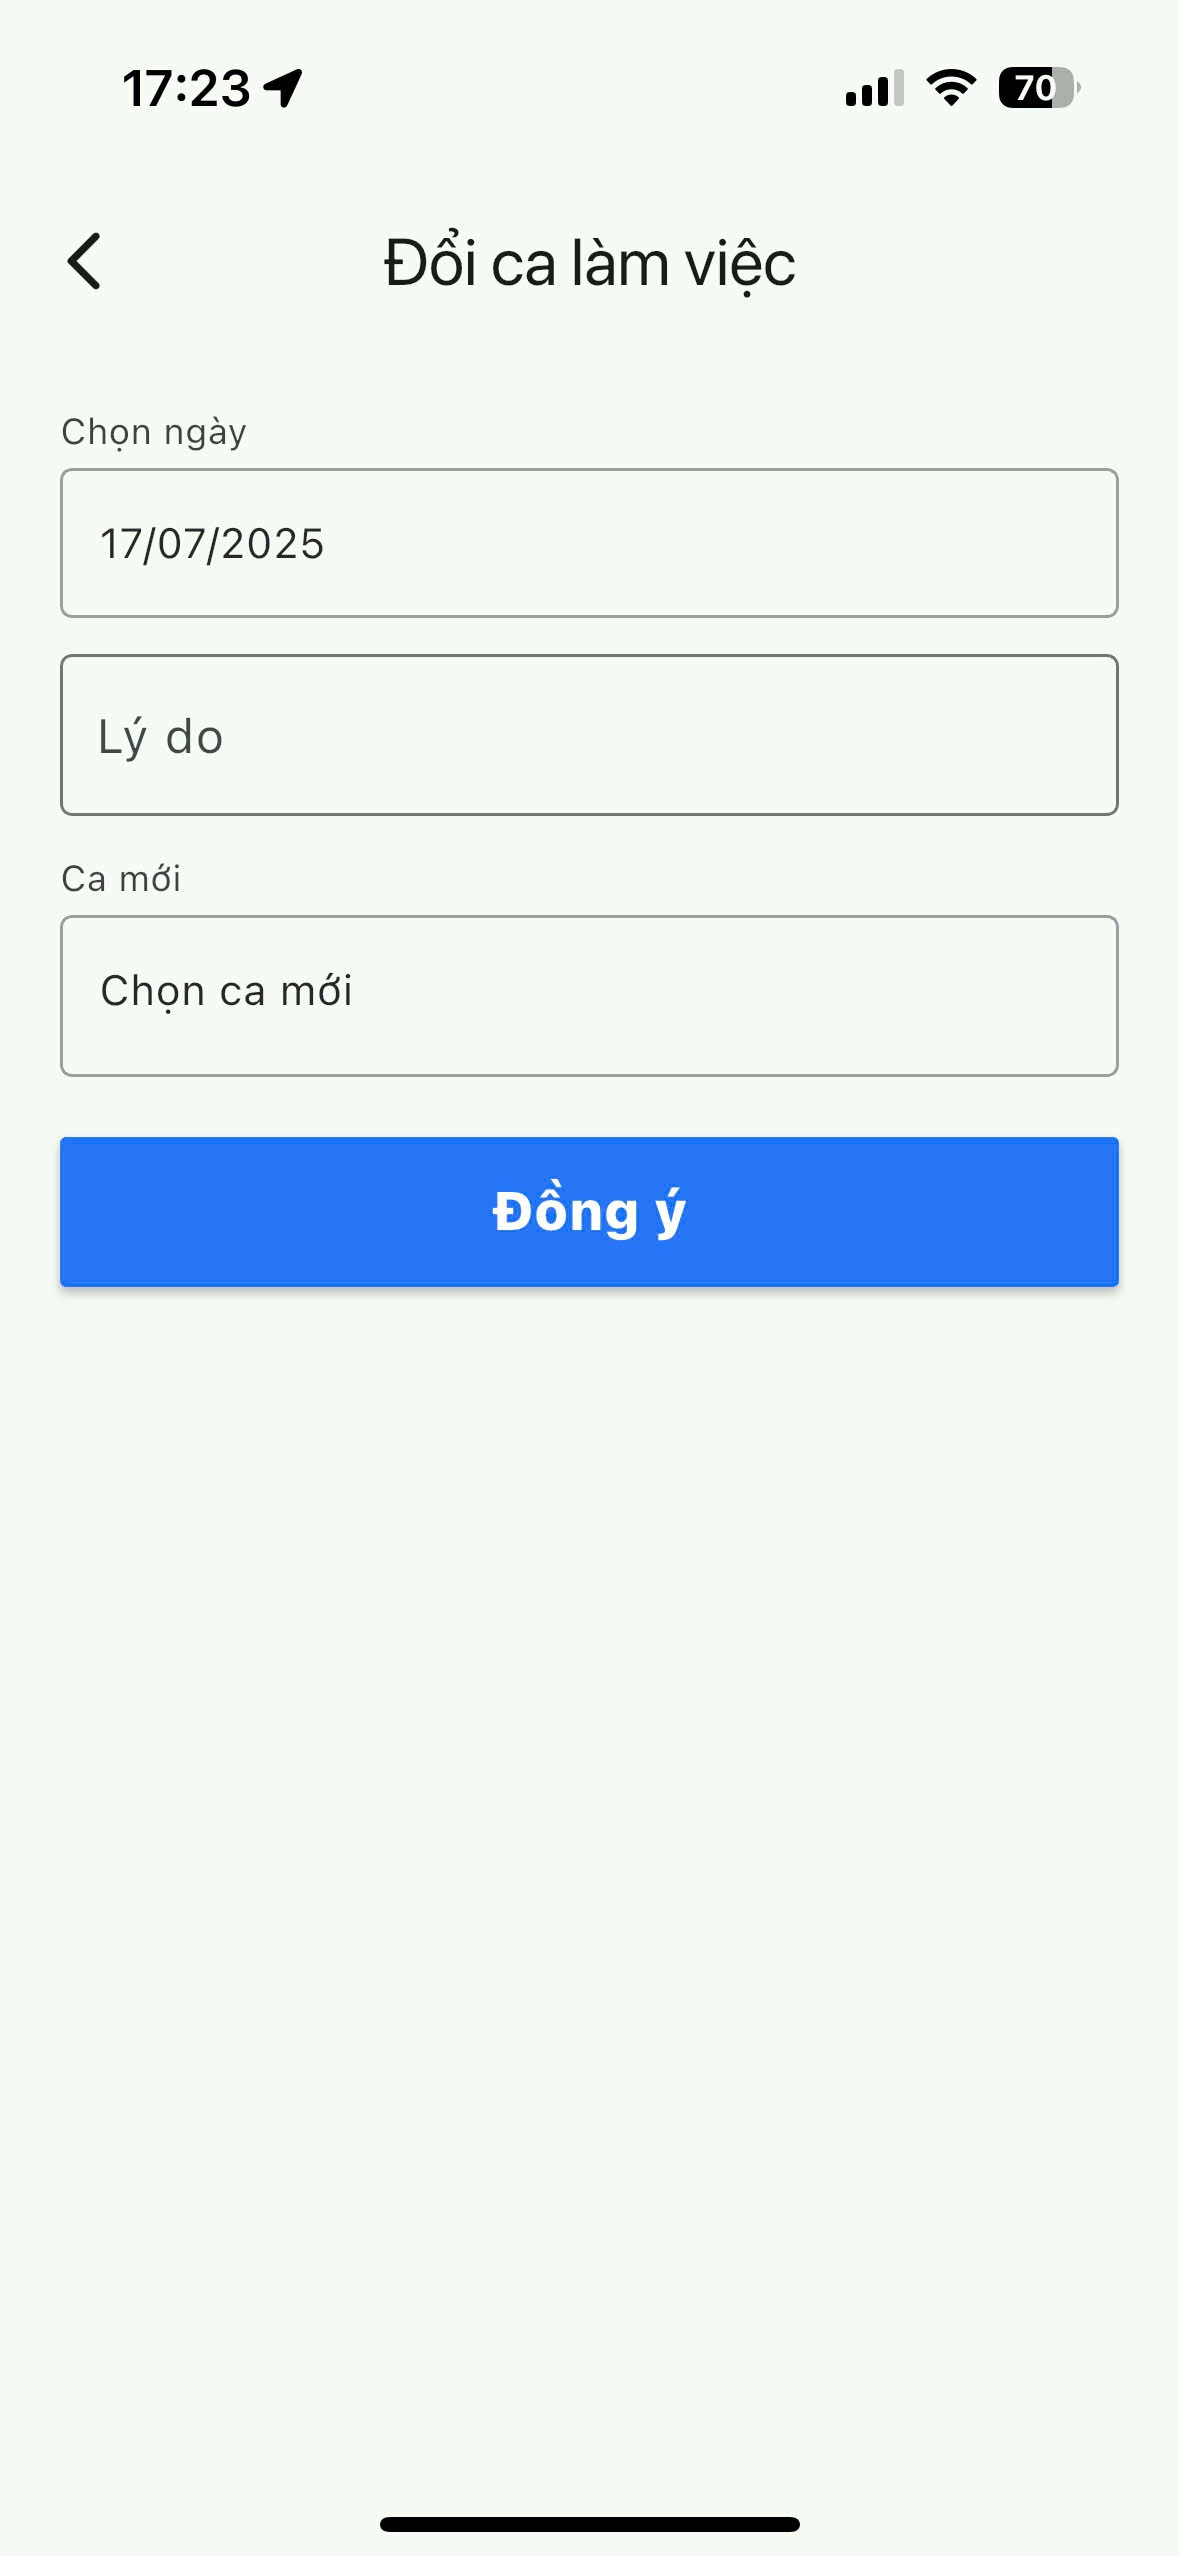 17:23
70
Đổi ca làm việc
Chọn ngày
17/07/2025
Lý do
Ca mới
Chọn ca mới
Đồng ý